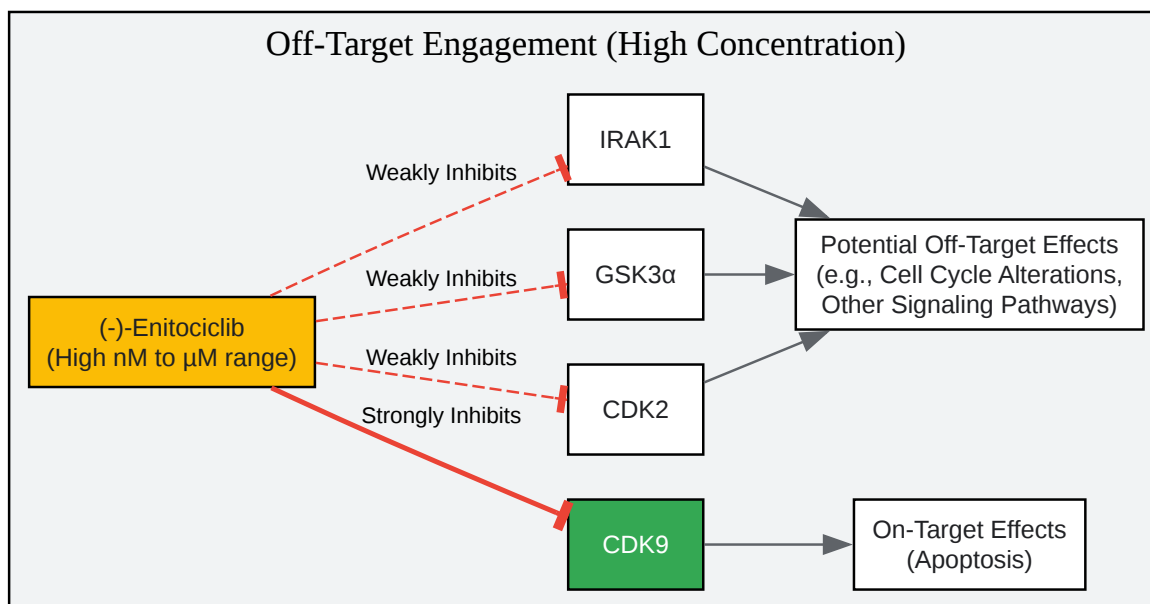 Off-Target Engagement (High Concentration)
IRAK1
Weakly Inhibits
Potential Off-Target Effects
(e.g., Cell Cycle Alterations,
Other Signaling Pathways)
GSK3α
Weakly Inhibits
(-)-Enitociclib
(High nM to µM range)
Weakly Inhibits
CDK2
Strongly Inhibits
CDK9
On-Target Effects
(Apoptosis)